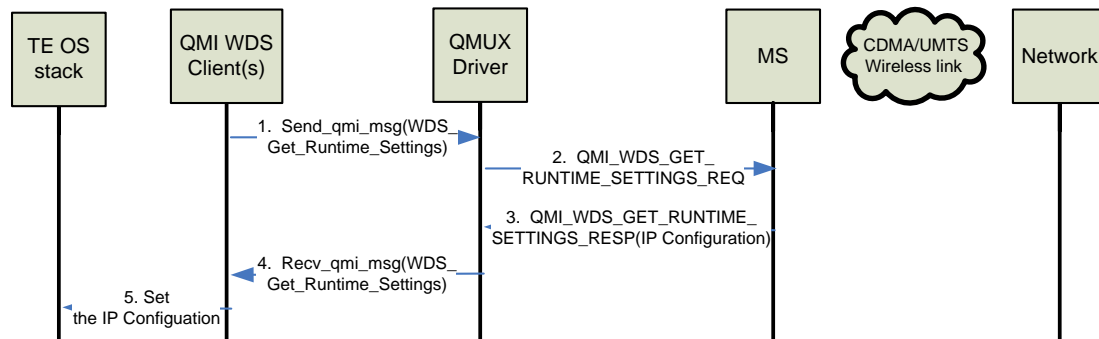 TE OS
stack
QMI WDS
Client(s)
QMUX
Driver
MS
CDMA/UMTS
Wireless link
Network
1. Send_qmi_msg(WDS_
Get_Runtime_Settings)
2. QMI_WDS_GET_
RUNTIME_SETTINGS_REQ
3. QMI_WDS_GET_RUNTIME_
SETTINGS_RESP(IP Configuration)
4. Recv_qmi_msg(WDS_
Get_Runtime_Settings)
5. Set
the IP Configuation